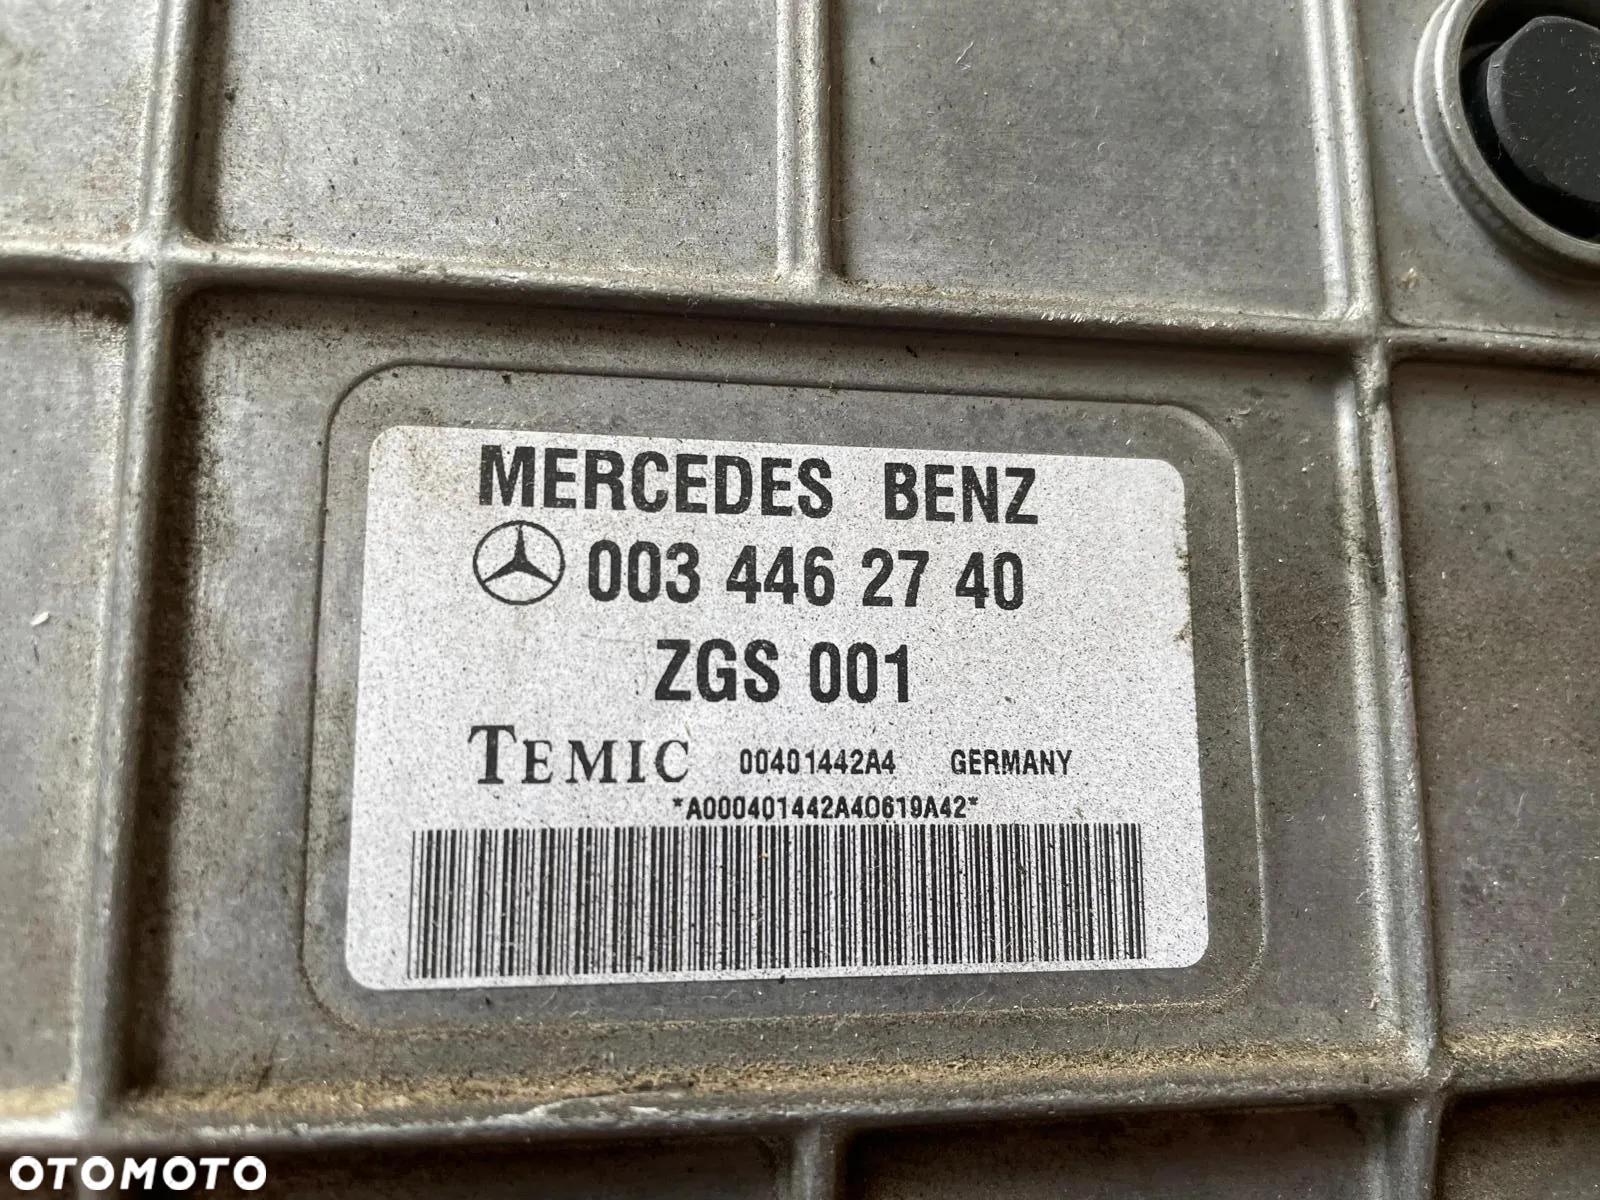 MERCEDES BENZ
003 446 27 40
ZGS 001
TEMIC 00401442A4 GERMANY
*A000401442A40619A42*
OTOMOTO